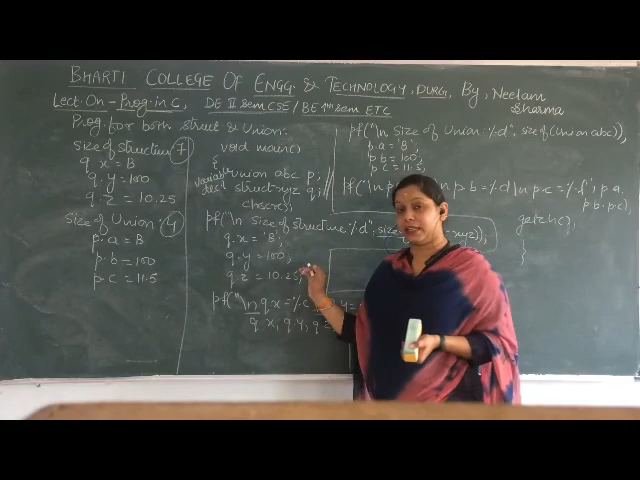 BHARTI COLLEGE OF ENGG. & TECHNOLOGY, DURG, By, Neelam Sharma
Lect. On - Prog. in C, DE II sem CSE / BE 1st sem ETC
Prog. for both struct & Union:
size of structure 7
q.x = B
q.y = 100
q.z = 10.25
size of Union: 4
p.a = B
p.b = 100
p.c = 11.5
void main()
{
union abc p;
struct xyz q;
clrscr();
pf("\n size of structure %d", size xyz));
q.x = 'B';
q.y = 100;
q.z = 10.25;
pf("\n q.x = %c y =
q.x, q.y, q.z
pf("\n size of Union %d", size of (Union abc));
p.a = 'B';
p.b = 100;
p.c = 11.5;
pf("\n p. \n p.b = %d \n p.c = %f", p.a,
p.b, p.c)
getch();
}